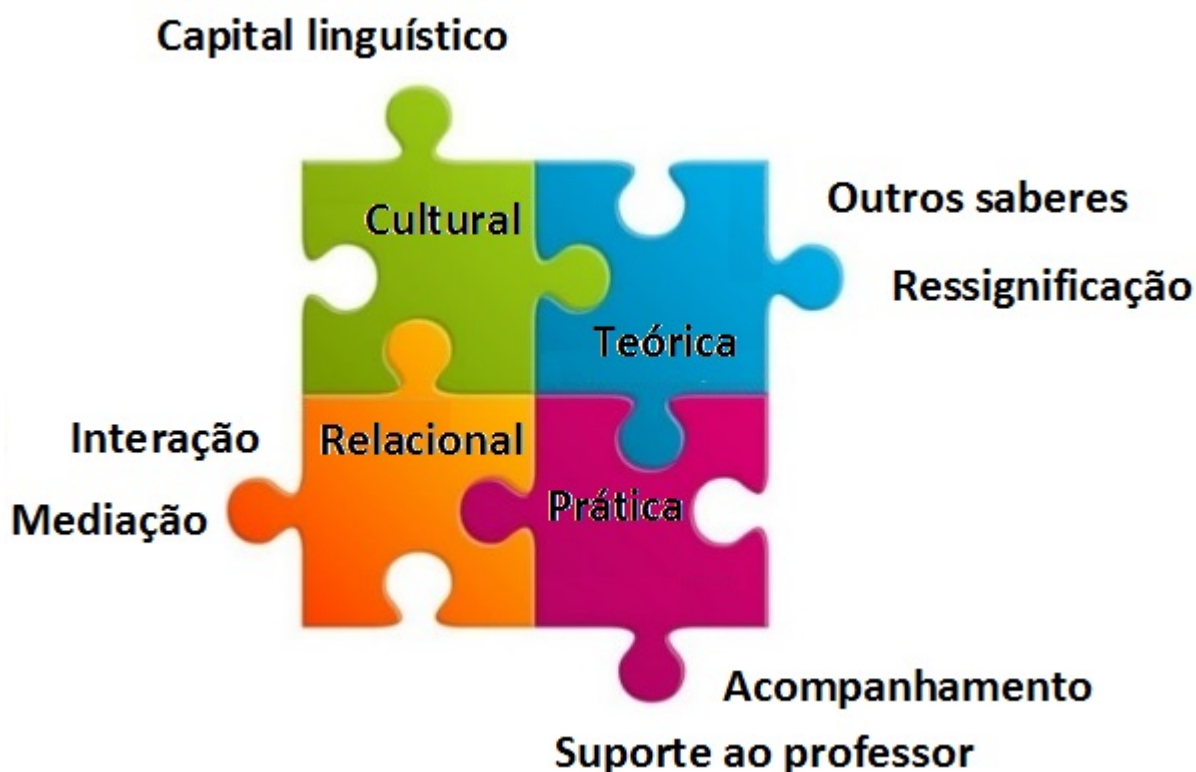 Capital linguístico
Cultural
Outros saberes
Ressignificação
Teórica
Interação
Relacional
Mediação
Prática
Acompanhamento
Suporte ao professor